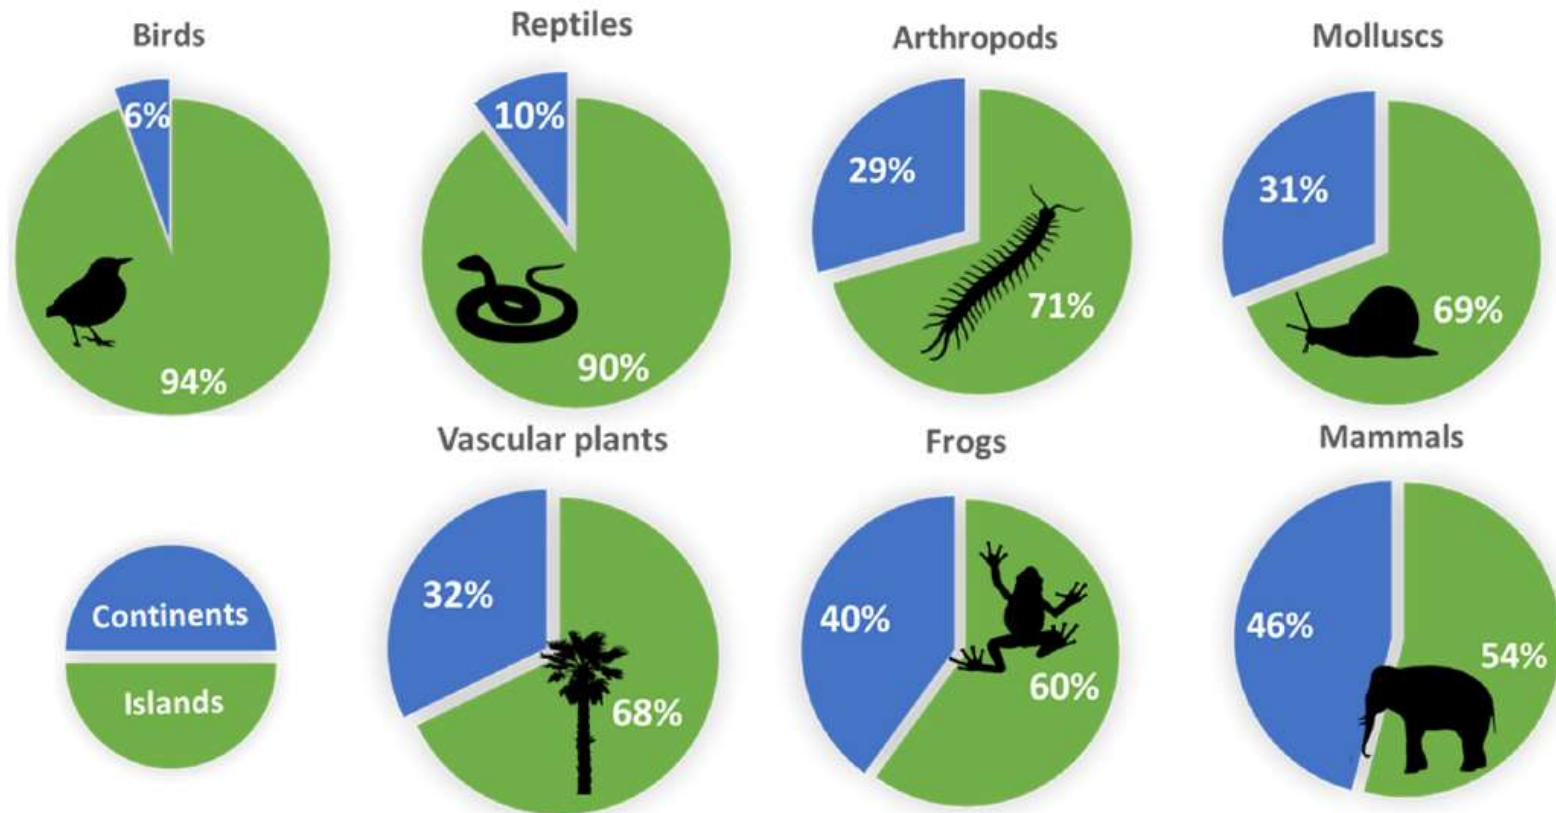 Birds
Reptiles
Arthropods
Molluscs
6%
94%
10%
90%
29%
71%
31%
69%
Vascular plants
Frogs
Mammals
Continents
Islands
32%
68%
40%
60%
46%
54%